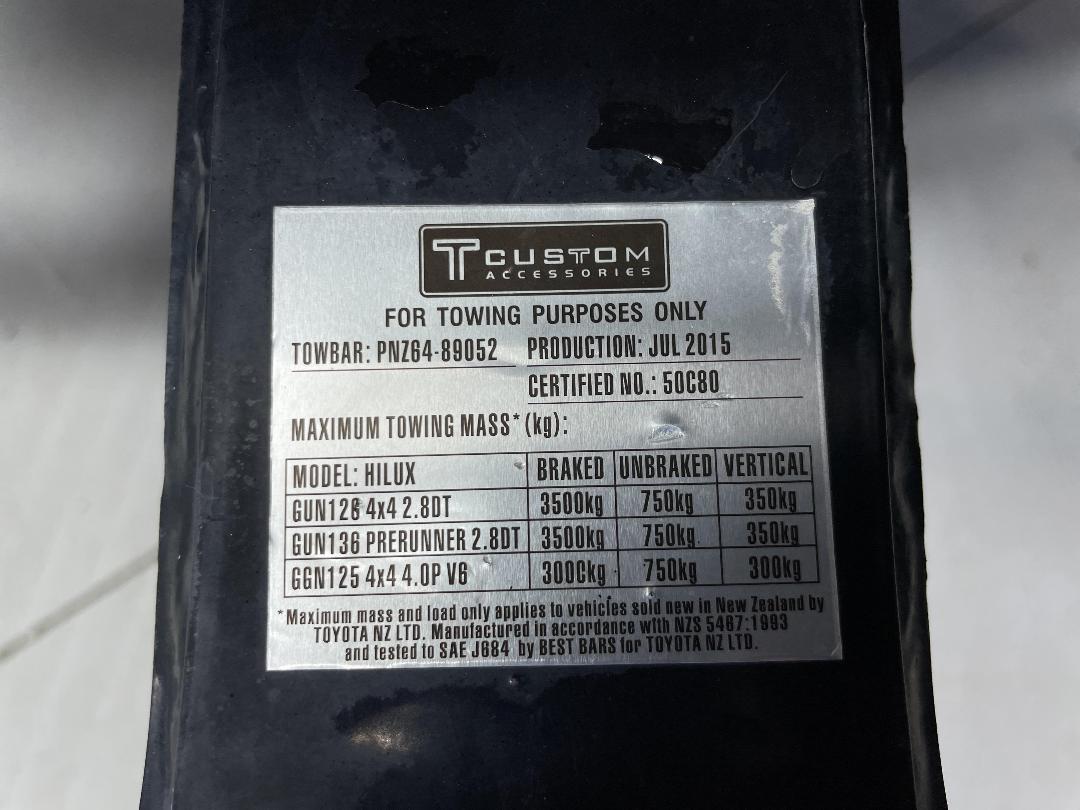 T CUSTOM
ACCESSORIES
FOR TOWING PURPOSES ONLY
TOWBAR: PNZ64-89052 PRODUCTION: JUL 2015
CERTIFIED NO.: 50C80
MAXIMUM TOWING MASS* (kg):
MODEL: HILUX BRAKED UNBRAKED VERTICAL
GUN126 4x4 2.8DT 3500kg 750kg 350kg
GUN136 PRERUNNER 2.8DT 3500kg 750kg 350kg
GGN125 4x4 4.0P V6 3000kg 750kg 300kg
*Maximum mass and load only applies to vehicles sold new in New Zealand by
TOYOTA NZ LTD. Manufactured in accordance with NZS 5467:1993
and tested to SAE J684 by BEST BARS for TOYOTA NZ LTD.